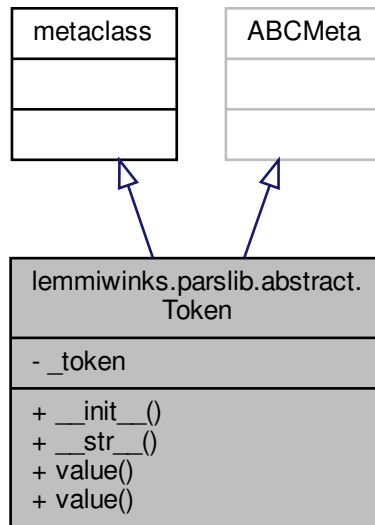 metaclass
ABCMeta
lemmiwinks.parslib.abstract.
Token
- _token
+ __init__()
+ __str__()
+ value()
+ value()